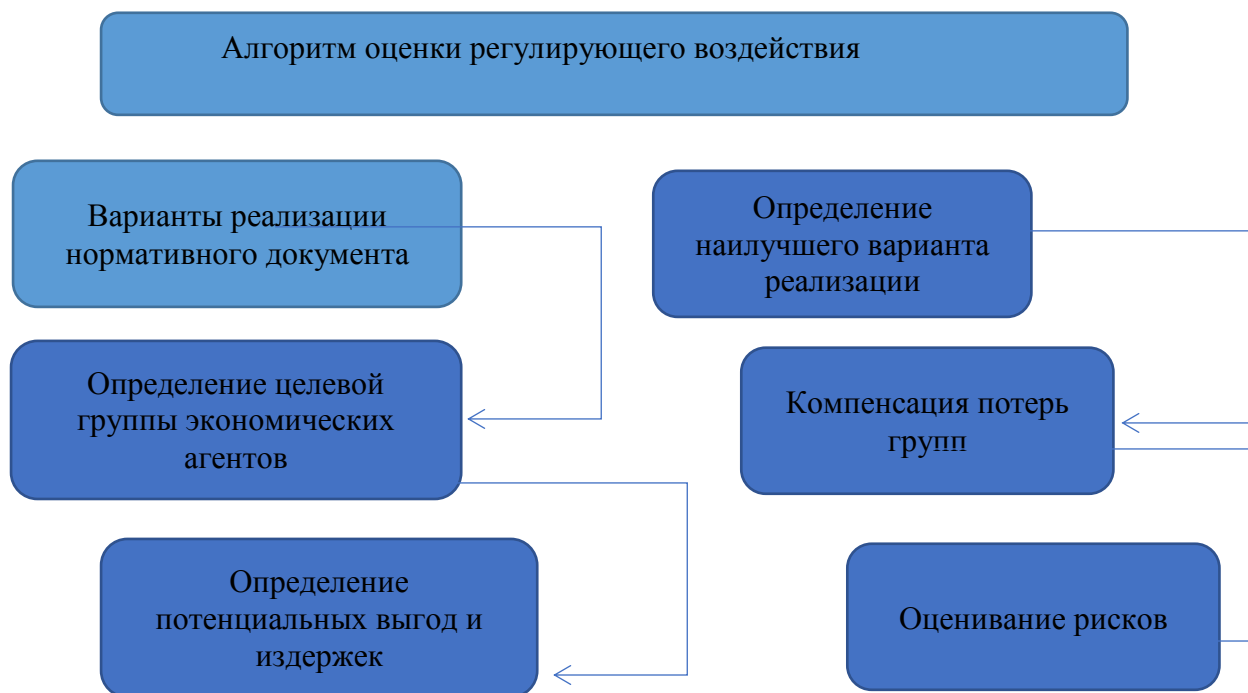 Алгоритм оценки регулирующего воздействия
Варианты реализации
нормативного документа
Определение целевой
группы экономических
агентов
Определение
потенциальных выгод и
издержек
Определение
наилучшего варианта
реализации
Компенсация потерь
групп
Оценивание рисков